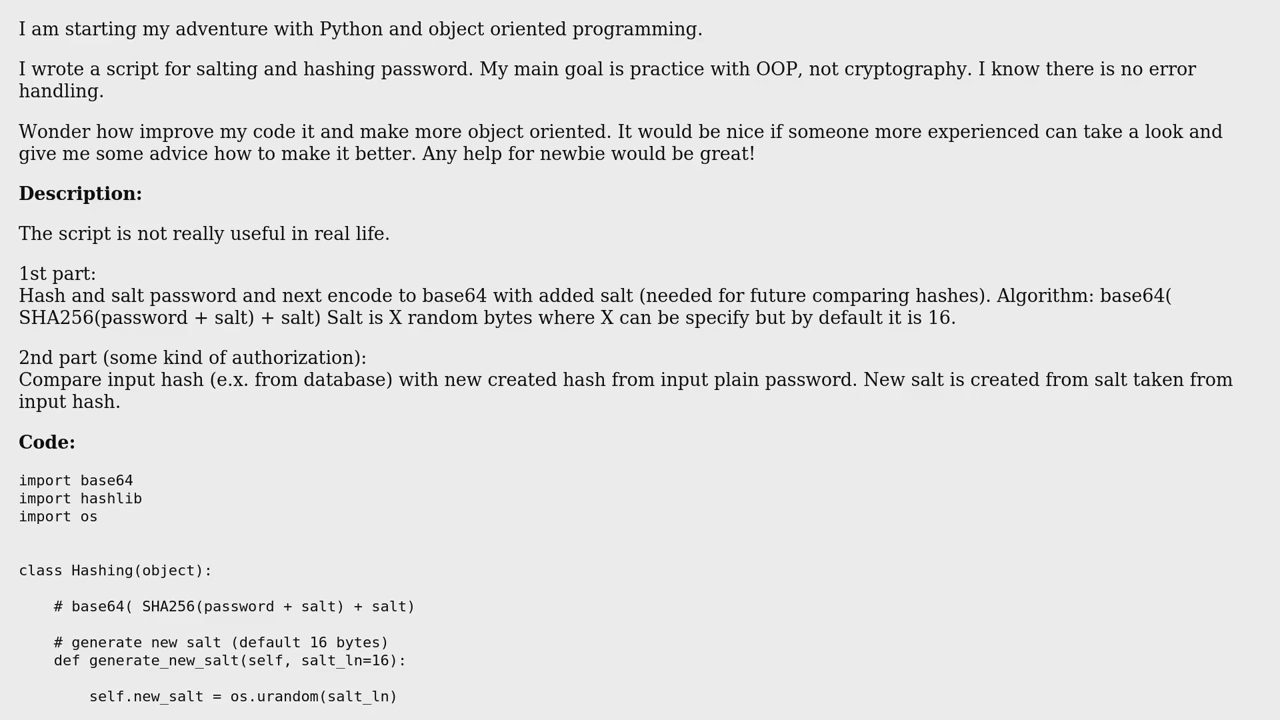 I am starting my adventure with Python and object oriented programming.
I wrote a script for salting and hashing password. My main goal is practice with OOP, not cryptography. I know there is no error
handling.
Wonder how improve my code it and make more object oriented. It would be nice if someone more experienced can take a look and
give me some advice how to make it better. Any help for newbie would be great!
Description:
The script is not really useful in real life.
1st part:
Hash and salt password and next encode to base64 with added salt (needed for future comparing hashes). Algorithm: base64(
SHA256(password + salt) + salt) Salt is X random bytes where X can be specify but by default it is 16.
2nd part (some kind of authorization):
Compare input hash (e.x. from database) with new created hash from input plain password. New salt is created from salt taken from
input hash.
Code:
import base64
import hashlib
import os
class Hashing(object):
    # base64( SHA256(password + salt) + salt)
    # generate new salt (default 16 bytes)
    def generate_new_salt(self, salt_ln=16):
        self.new_salt = os.urandom(salt_ln)